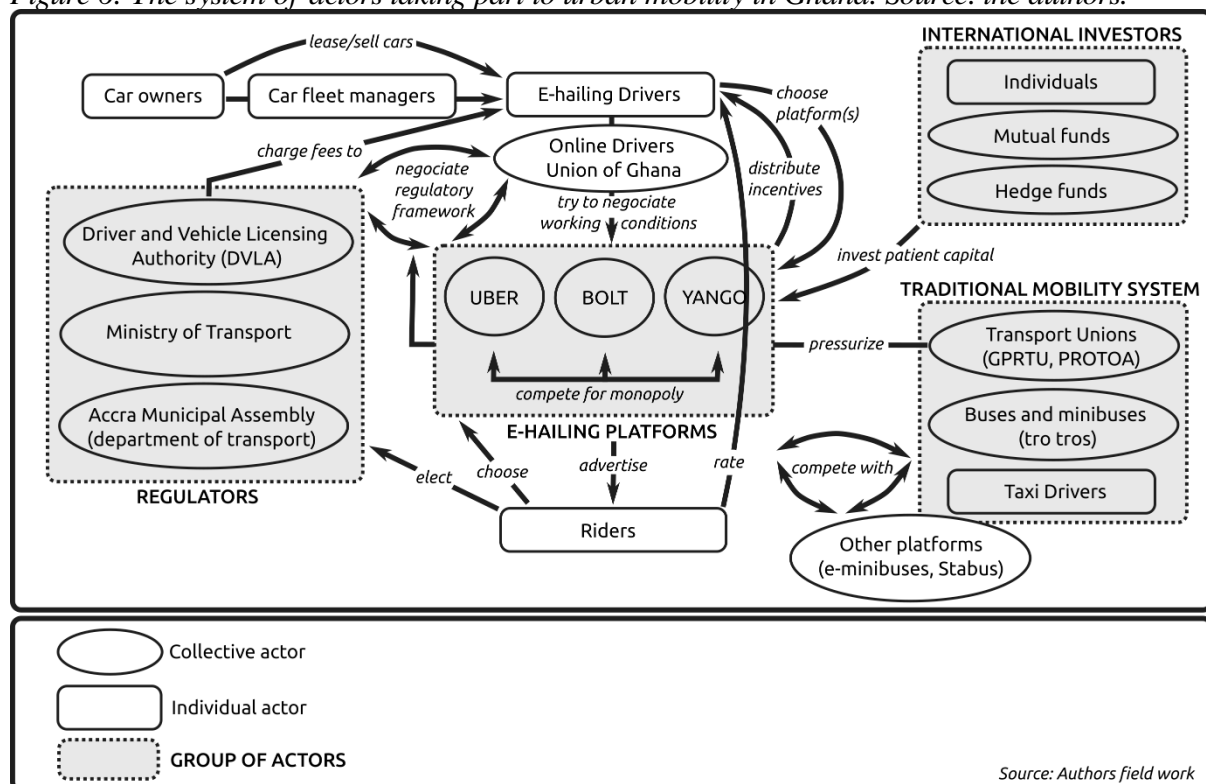 Figure 6. The system of actors taking part to urban mobility in Ghana. Source: the authors.
lease/sell cars
Car owners
Car fleet managers
E-hailing Drivers
choose
platform(s)
INTERNATIONAL INVESTORS
Individuals
Mutual funds
Hedge funds
charge fees to
negotiate
regulatory
framework
Online Drivers
Union of Ghana
try to negotiate
working conditions
distribute
incentives
invest patient capital
Driver and Vehicle Licensing
Authority (DVLA)
Ministry of Transport
Accra Municipal Assembly
(department of transport)
REGULATORS
UBER
BOLT
YANGO
compete for monopoly
E-HAILING PLATFORMS
pressurize
TRADITIONAL MOBILITY SYSTEM
Transport Unions
(GPRTU, PROTOA)
Buses and minibuses
(tro tros)
Taxi Drivers
elect
choose
advertise
rate
compete with
Riders
Other platforms
(e-minibuses, Stabus)
Collective actor
Individual actor
GROUP OF ACTORS
Source: Authors field work